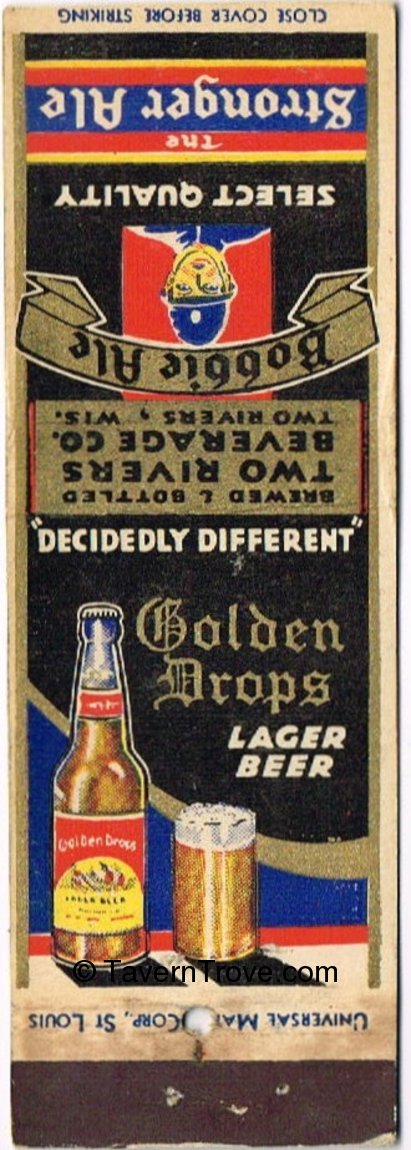 CLOSE COVER BEFORE STRIKING
The
Stronger Ale
SELECT QUALITY
Bobbie Ale
BREWED & BOTTLED
TWO RIVERS
BEVERAGE CO.
TWO RIVERS, WIS.
"DECIDEDLY DIFFERENT"
Golden
Drops
LAGER
BEER
Golden Drops
LAGER BEER
© TavernTrove.com
UNIVERSAL MA CORP., ST LOUIS